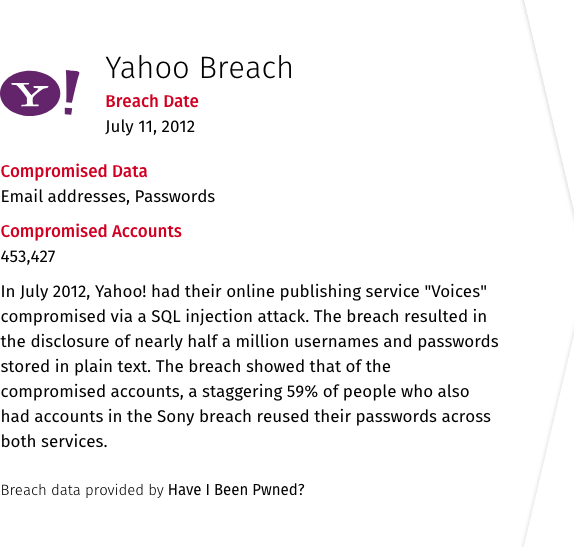 Y!
Yahoo Breach
Breach Date
July 11, 2012
Compromised Data
Email addresses, Passwords
Compromised Accounts
453,427
In July 2012, Yahoo! had their online publishing service "Voices"
compromised via a SQL injection attack. The breach resulted in
the disclosure of nearly half a million usernames and passwords
stored in plain text. The breach showed that of the
compromised accounts, a staggering 59% of people who also
had accounts in the Sony breach reused their passwords across
both services.
Breach data provided by Have I Been Pwned?